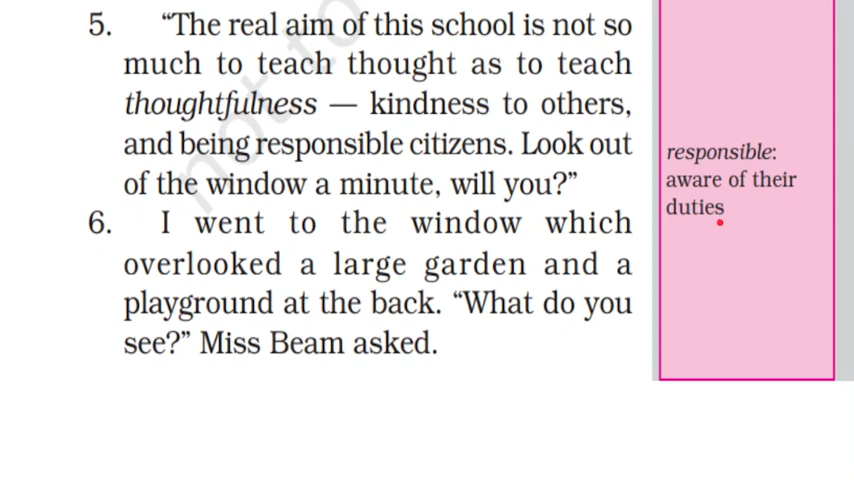 5. “The real aim of this school is not so
much to teach thought as to teach
thoughtfulness — kindness to others,
and being responsible citizens. Look out
of the window a minute, will you?”
6. I went to the window which
overlooked a large garden and a
playground at the back. “What do you
see?” Miss Beam asked.
responsible:
aware of their
duties
not to